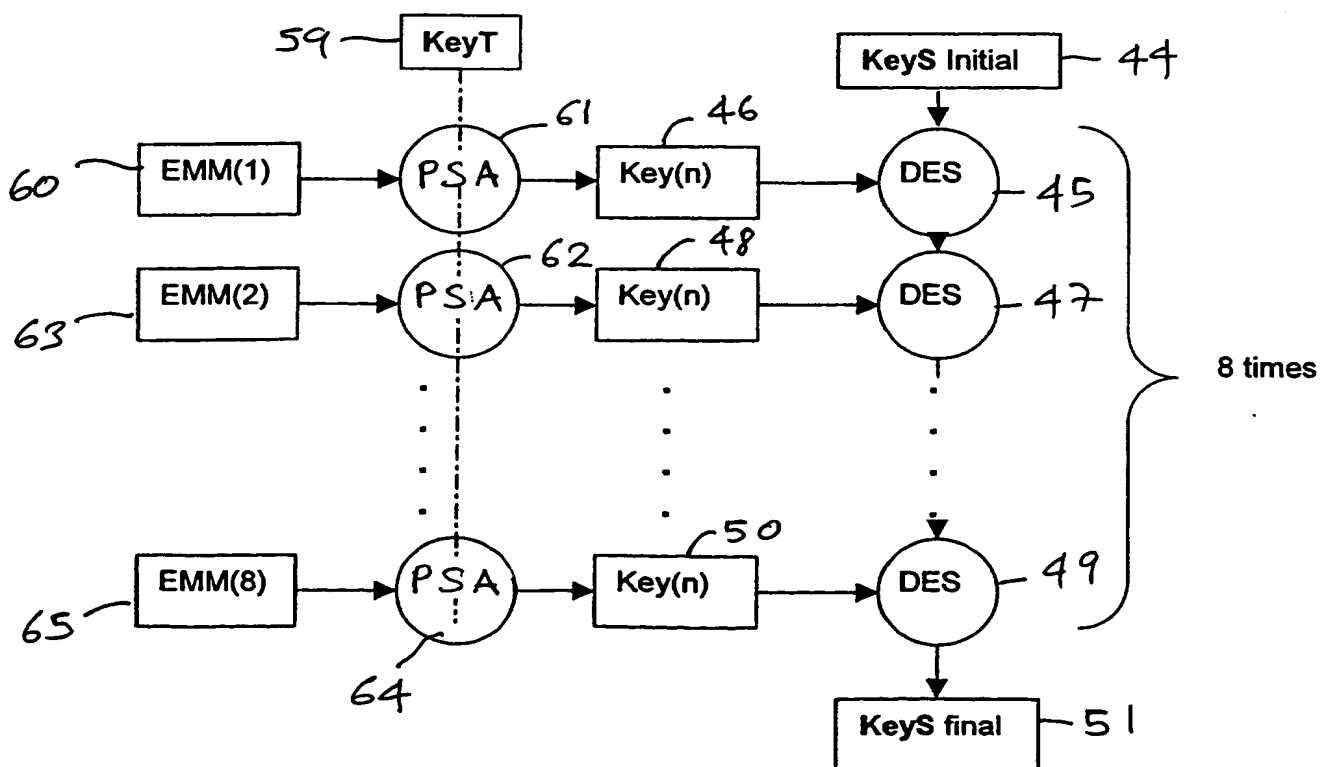 59
KeyT
KeyS Initial
44
61
46
60
EMM(1)
PSA
Key(n)
DES
45
62
48
63
EMM(2)
PSA
Key(n)
DES
47
8 times
50
65
EMM(8)
PSA
Key(n)
DES
49
64
KeyS final
51